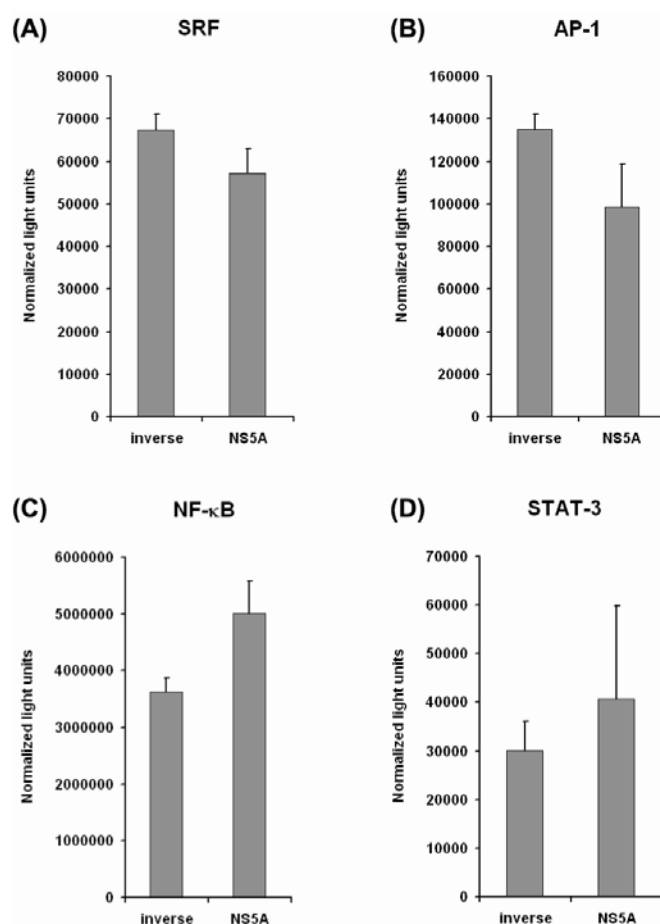 (A) SRF
Normalized light units
80000
70000
60000
50000
40000
30000
20000
10000
0
inverse NS5A
(B) AP-1
Normalized light units
160000
140000
120000
100000
80000
60000
40000
20000
0
inverse NS5A
(C) NF-κB
Normalized light units
6000000
5000000
4000000
3000000
2000000
1000000
0
inverse NS5A
(D) STAT-3
Normalized light units
70000
60000
50000
40000
30000
20000
10000
0
inverse NS5A